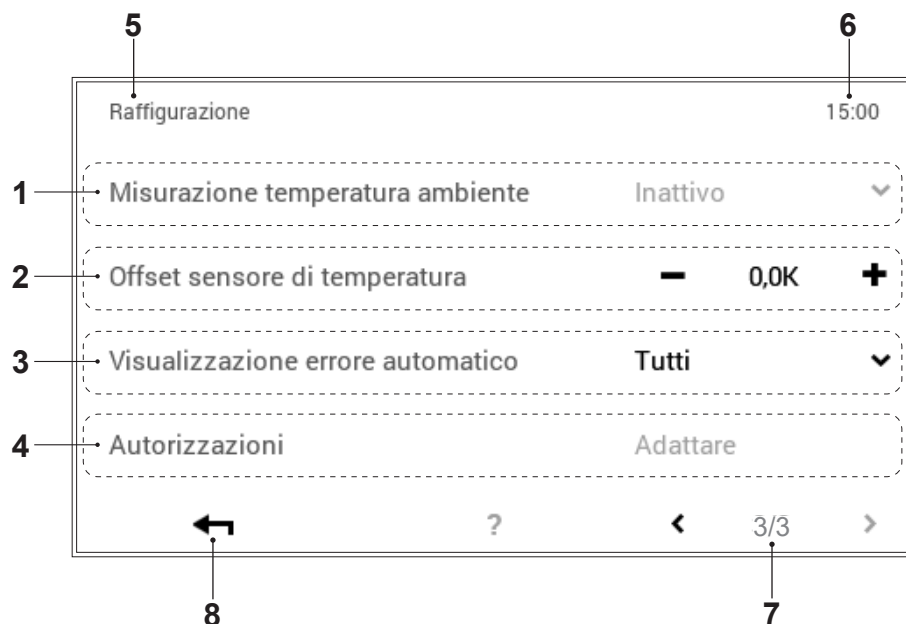 5 6
Raffigurazione 15:00
1 Misurazione temperatura ambiente Inattivo
2 Offset sensore di temperatura − 0,0K +
3 Visualizzazione errore automatico Tutti
4 Autorizzazioni Adattare
? < 3/3 >
8 7